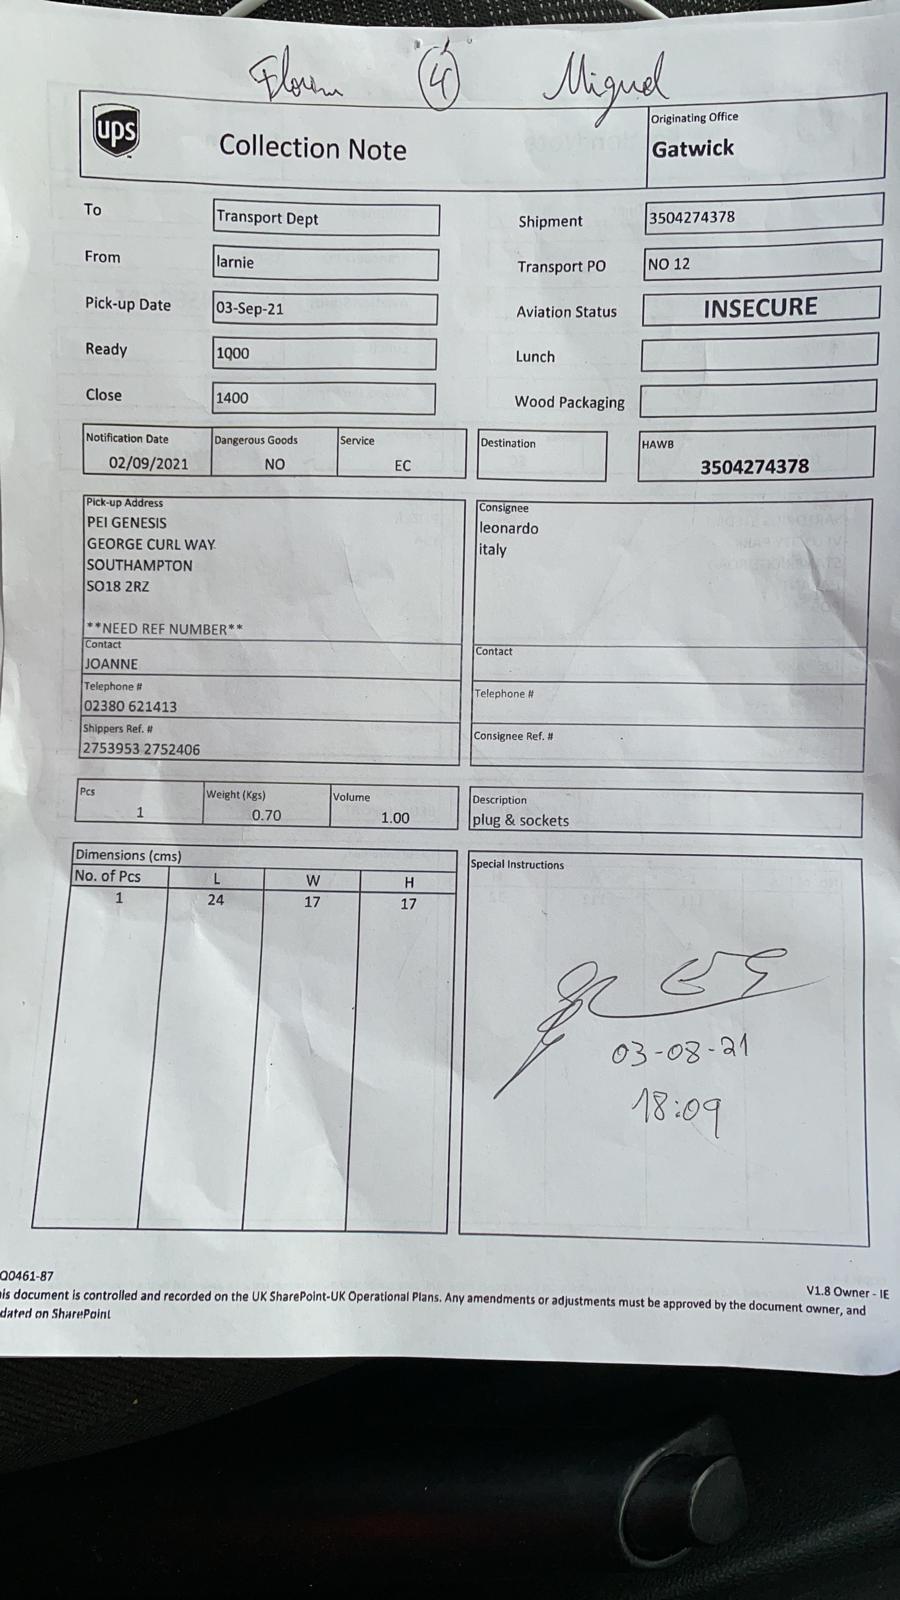 Florin 4 Miguel
ups
Collection Note
Originating Office
Gatwick
To
Transport Dept
Shipment
3504274378
From
larnie
Transport PO
NO 12
Pick-up Date
03-Sep-21
Aviation Status
INSECURE
Ready
1000
Lunch
Close
1400
Wood Packaging
Notification Date
02/09/2021
Dangerous Goods
NO
Service
EC
Destination
HAWB
3504274378
Pick-up Address
PEI GENESIS
GEORGE CURL WAY
SOUTHAMPTON
SO18 2RZ
**NEED REF NUMBER**
Contact
JOANNE
Telephone #
02380 621413
Shippers Ref. #
2753953 2752406
Consignee
leonardo
italy
Contact
Telephone #
Consignee Ref. #
Pcs
1
Weight (Kgs)
0.70
Volume
1.00
Description
plug & sockets
Dimensions (cms)
No. of Pcs L W H
1 24 17 17
Special Instructions
03-08-21
18:09
Q0461-87
V1.8 Owner - IE
is document is controlled and recorded on the UK SharePoint-UK Operational Plans. Any amendments or adjustments must be approved by the document owner, and
dated on SharePoint